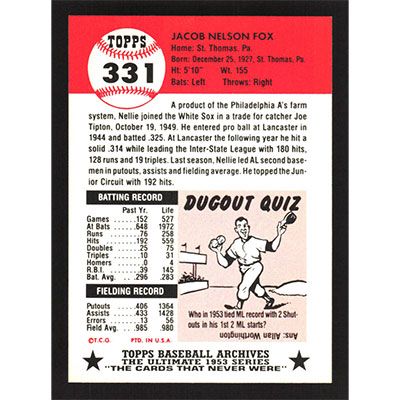 TOPPS
331
JACOB NELSON FOX
Home: St. Thomas, Pa.
Born: December 25, 1927, St. Thomas, Pa.
Ht: 5'10" Wt. 155
Bats: Left Throws: Right
A product of the Philadelphia A's farm
system, Nellie joined the White Sox in a trade for catcher Joe
Tipton, October 19, 1949. He entered pro ball at Lancaster in
1944 and batted .325. At Lancaster the following year he hit a
solid .314 while leading the Inter-State League with 180 hits,
128 runs and 19 triples. Last season, Nellie led AL second base-
men in putouts, assists and fielding average. He topped the Jun-
ior Circuit with 192 hits.
BATTING RECORD
Past Yr. Life
Games 152 527
At Bats 648 1972
Runs 76 258
Hits 192 559
Doubles 25 75
Triples 10 31
Homers 0 4
R.B.I. 39 145
Bat. Avg. .296 .283
FIELDING RECORD
Putouts 406 1364
Assists 433 1428
Errors 13 56
Field Avg. .985 .980
© T.C.G. PTD. IN U.S.A.
DUGOUT QUIZ
Who in 1953 tied ML record with 2 Shut-
outs in his 1st 2 ML starts?
Ans: Allan
Worthington
TOPPS BASEBALL ARCHIVES
THE ULTIMATE 1953 SERIES
"THE CARDS THAT NEVER WERE"